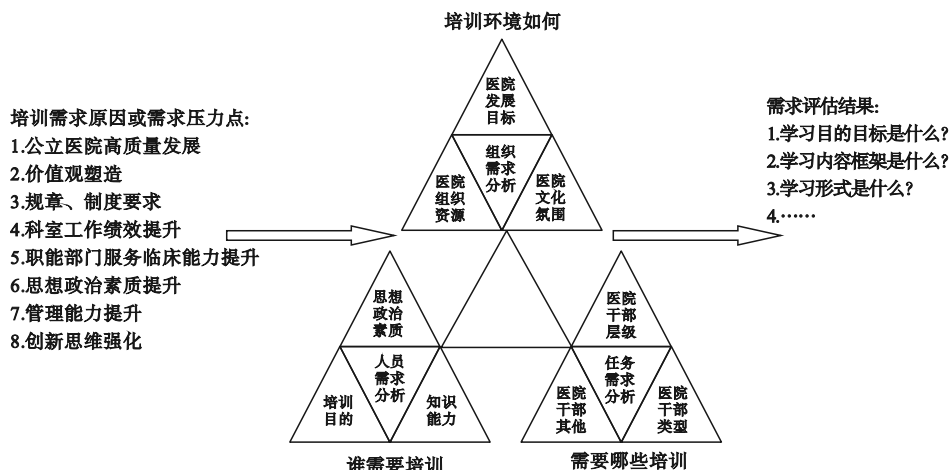 培训环境如何
培训需求原因或需求压力点:
1.公立医院高质量发展
2.价值观塑造
3.规章、制度要求
4.科室工作绩效提升
5.职能部门服务临床能力提升
6.思想政治素质提升
7.管理能力提升
8.创新思维强化
医院
发展
目标
组织
需求
分析
医院
组织
资源
医院
文化
氛围
需求评估结果:
1.学习目的目标是什么?
2.学习内容框架是什么?
3.学习形式是什么?
4.……
思想
政治
素质
人员
需求
分析
培训
目的
知识
能力
谁需要培训
医院
干部
层级
任务
需求
分析
医院
干部
其他
医院
干部
类型
需要哪些培训